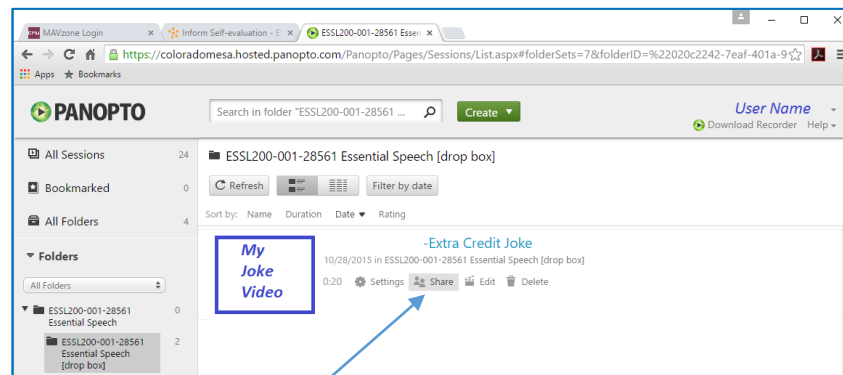 MAVzone Login
Inform Self-evaluation - E
ESSL200-001-28561 Essen
https://coloradomesa.hosted.panopto.com/Panopto/Pages/Sessions/List.aspx#folderSets=7&folderID=%22020c2242-7eaf-401a-9
Apps Bookmarks
PANOPTO
Search in folder "ESSL200-001-28561 ...
Create
User Name
Download Recorder Help
All Sessions 24
Bookmarked 0
All Folders 4
Folders
All Folders
ESSL200-001-28561 0
Essential Speech
ESSL200-001-28561 2
Essential Speech
[drop box]
ESSL200-001-28561 Essential Speech [drop box]
Refresh
Filter by date
Sort by: Name Duration Date Rating
My
Joke
Video
-Extra Credit Joke
10/28/2015 in ESSL200-001-28561 Essential Speech [drop box]
0:20 Settings Share Edit Delete